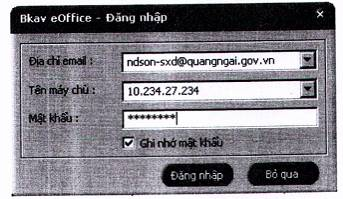 Bkav eOffice - Đăng nhập ×
Địa chỉ email : ndson-sxd@quangngai.gov.vn
Tên máy chủ : 10.234.27.234
Mật khẩu : ********
Ghi nhớ mật khẩu
Đăng nhập Bỏ qua